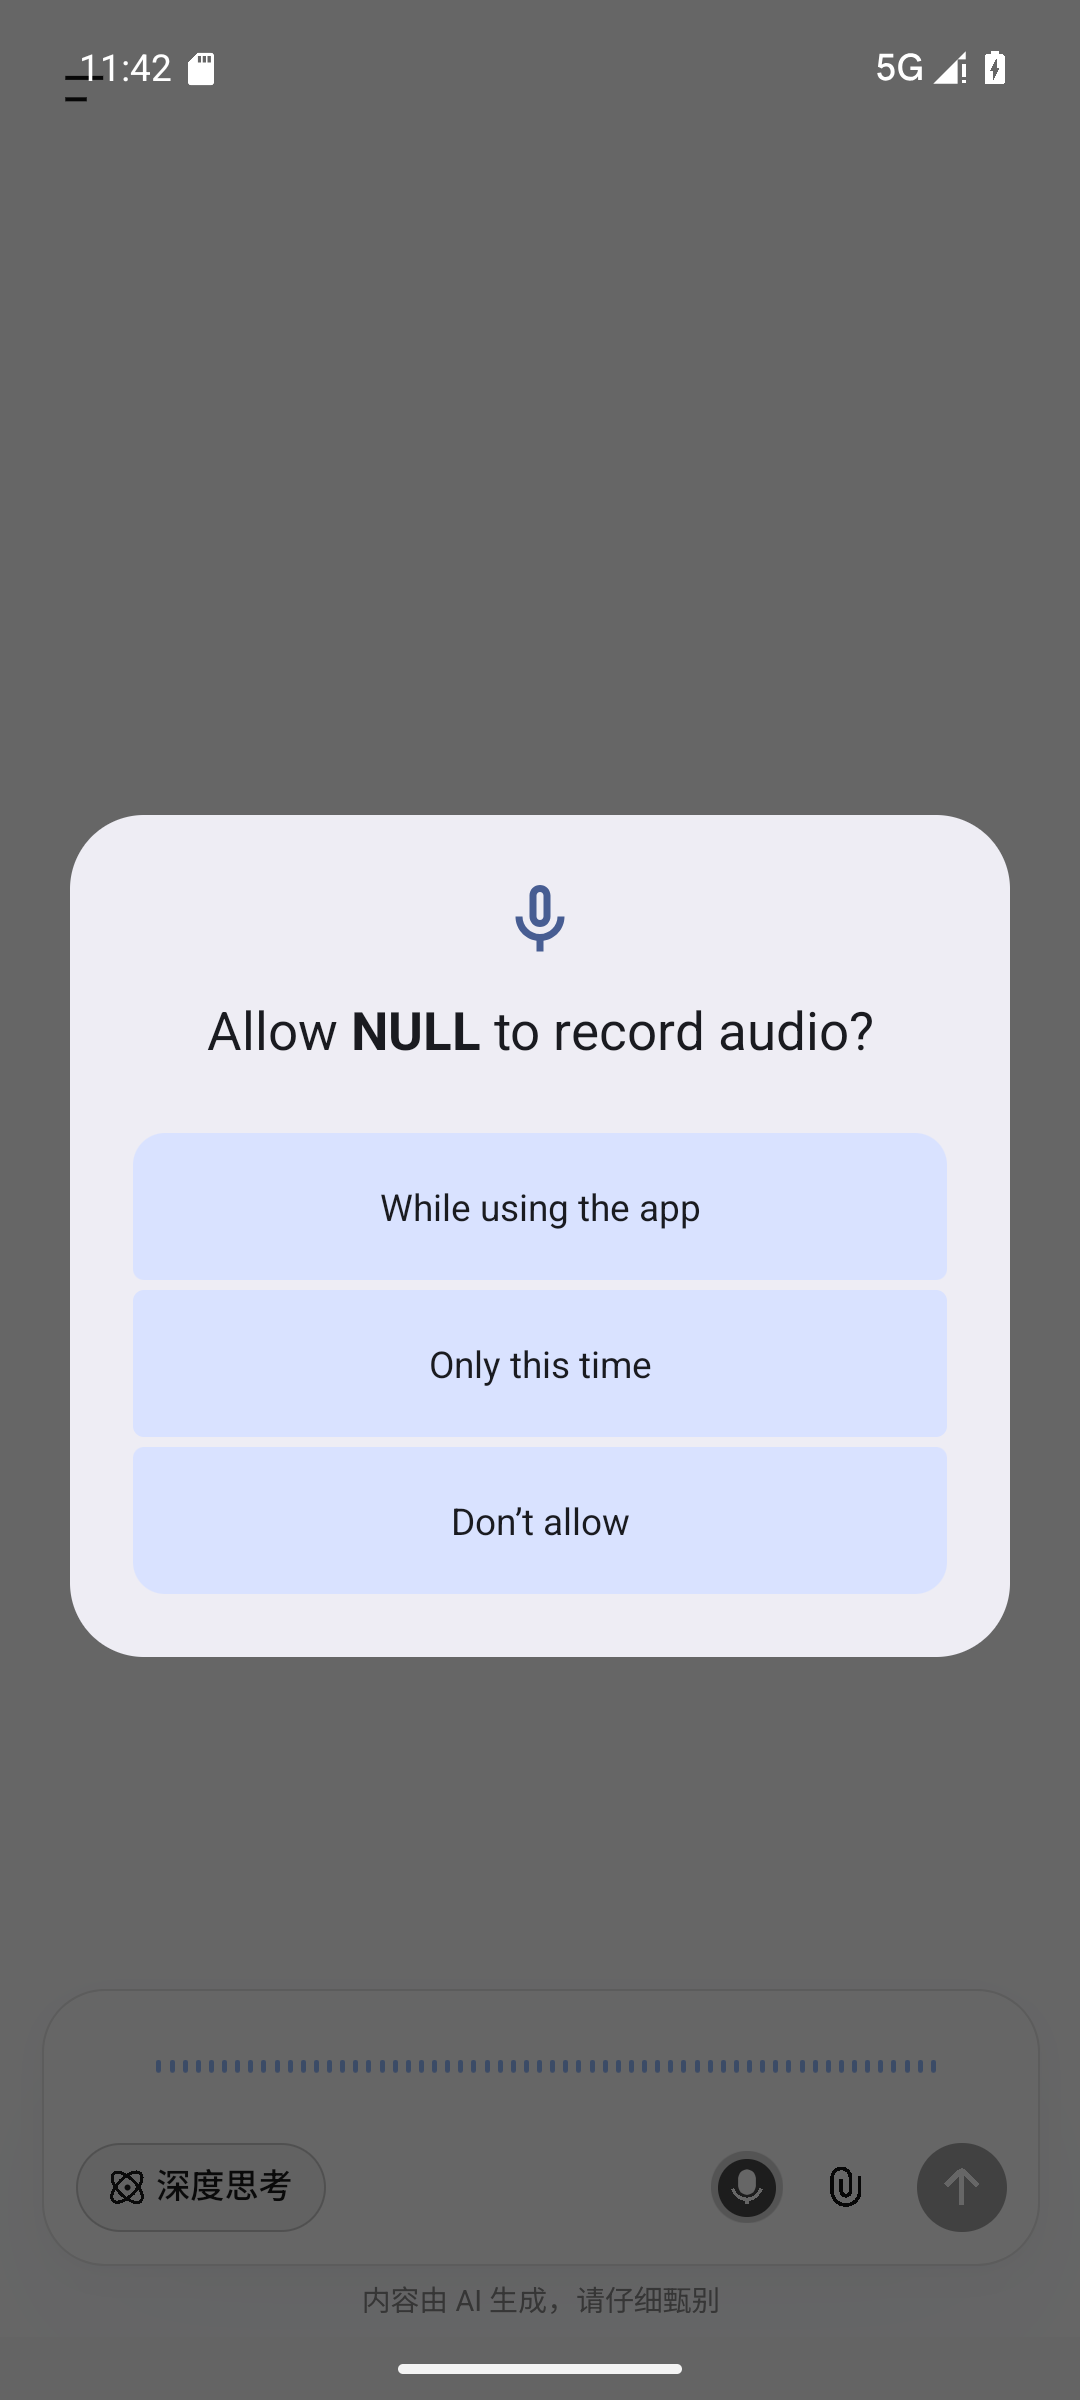 11:42
5G
Allow NULL to record audio?
While using the app
Only this time
Don’t allow
深度思考
内容由 AI 生成，请仔细甄别